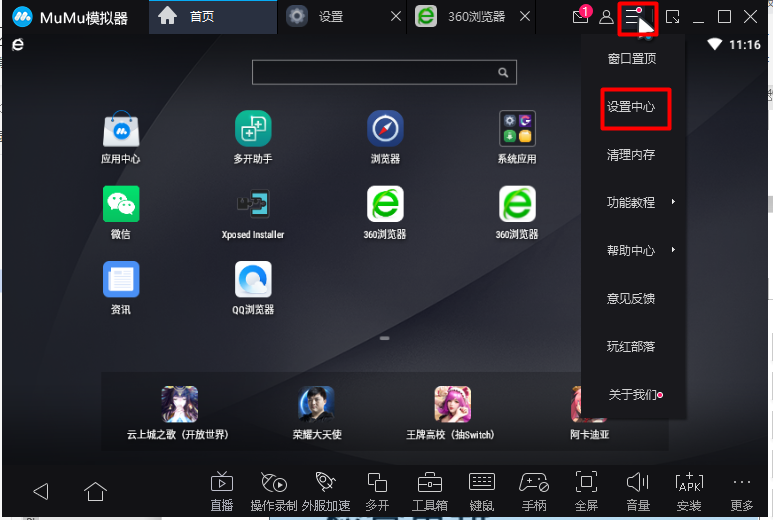 MuMu模拟器
首页
设置
360浏览器
1
11:16
窗口置顶
设置中心
清理内存
功能教程
帮助中心
意见反馈
玩红部落
关于我们
应用中心
多开助手
浏览器
系统应用
微信
Xposed Installer
360浏览器
360浏览器
资讯
QQ浏览器
云上城之歌（开放世界）
荣耀大天使
王牌高校（抽Switch）
阿卡迪亚
直播
操作录制
外服加速
多开
工具箱
键鼠
手柄
全屏
音量
APK
安装
更多